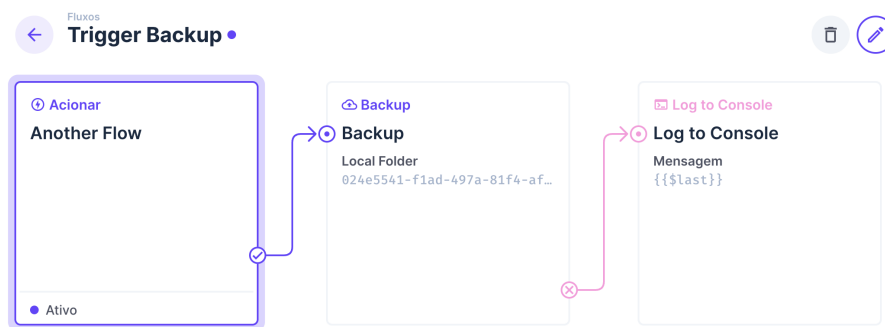 Fluxos
Trigger Backup
Acionar
Another Flow
Ativo
Backup
Backup
Local Folder
024e5541-f1ad-497a-81f4-af…
Log to Console
Log to Console
Mensagem
{{$last}}